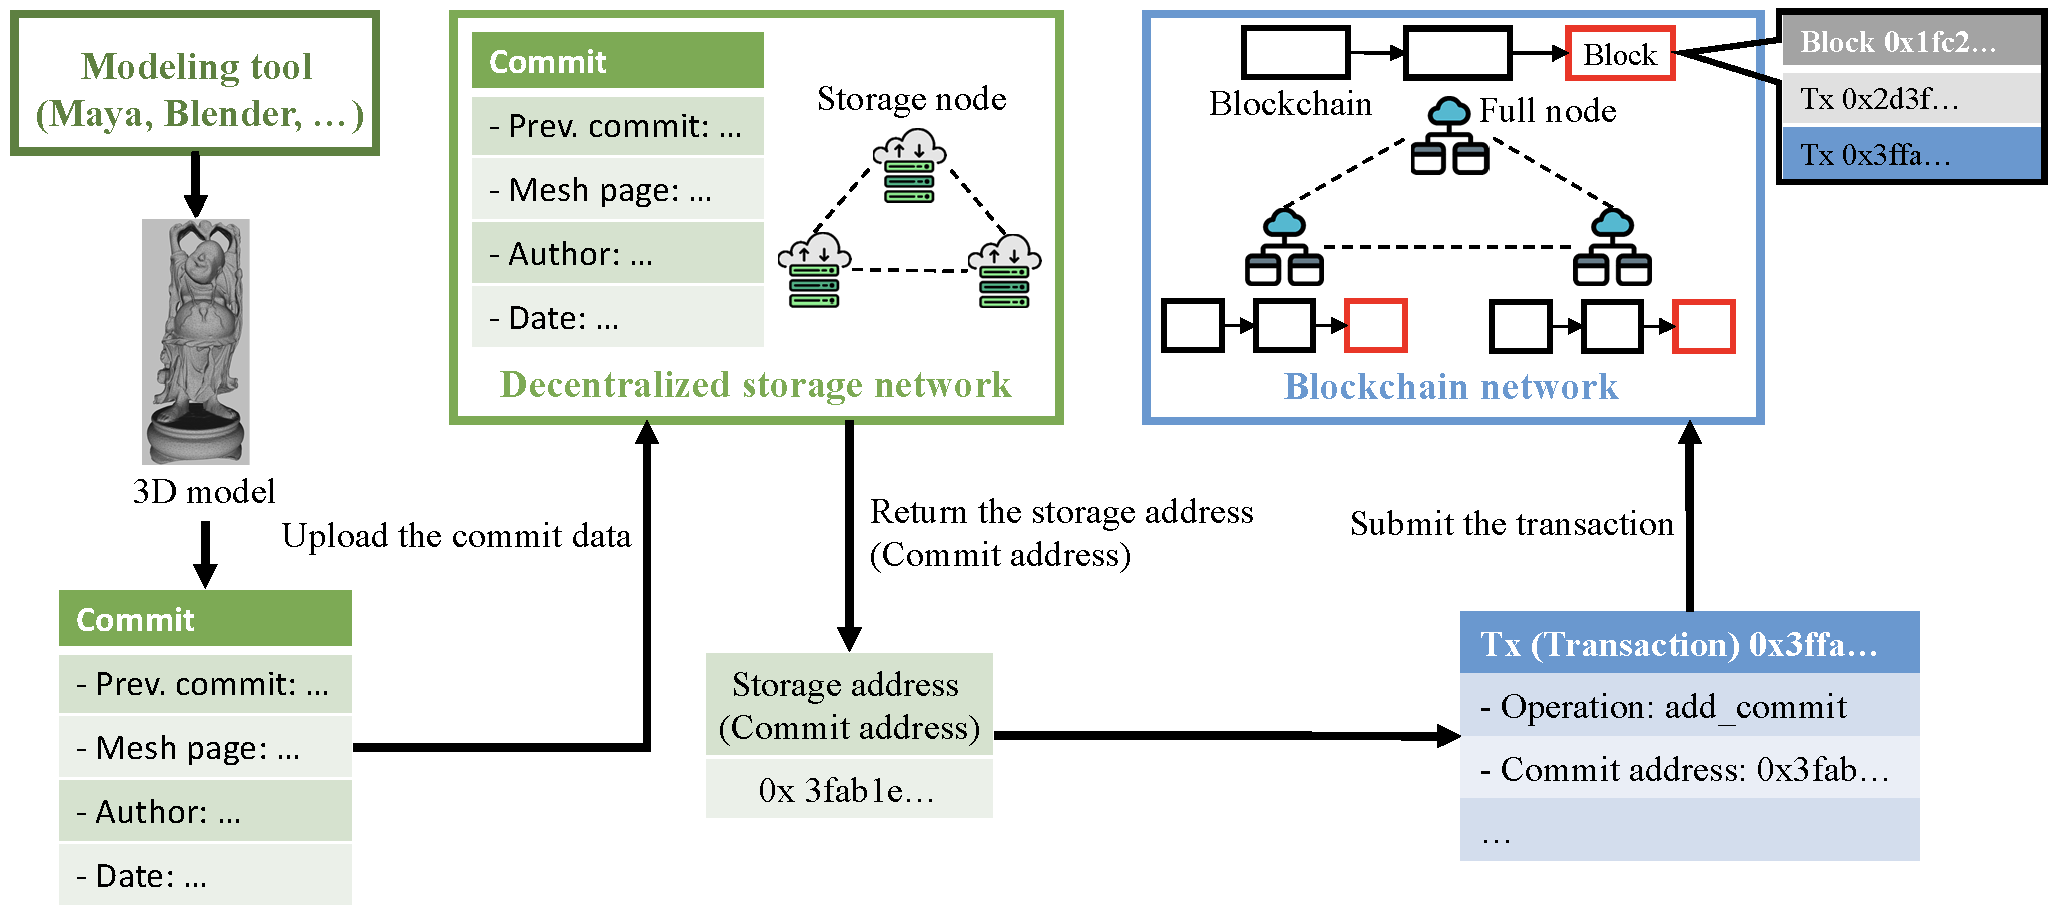 Modeling tool
(Maya, Blender, …)
3D model
Commit
- Prev. commit: …
- Mesh page: …
- Author: …
- Date: …
Upload the commit data
Commit
- Prev. commit: …
- Mesh page: …
- Author: …
- Date: …
Storage node
Decentralized storage network
Return the storage address
(Commit address)
Storage address
(Commit address)
0x 3fab1e…
Tx (Transaction) 0x3ffa…
- Operation: add_commit
- Commit address: 0x3fab…
…
Submit the transaction
Block
Blockchain
Full node
Blockchain network
Block 0x1fc2…
Tx 0x2d3f…
Tx 0x3ffa…